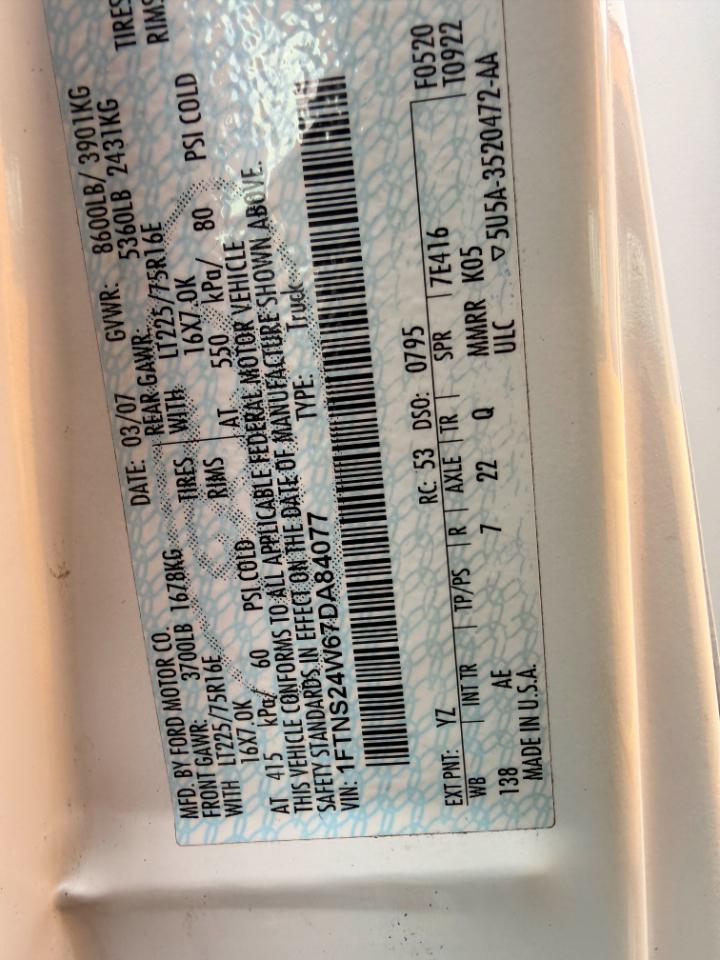 MFD. BY FORD MOTOR CO. DATE: 03/07 GVWR: 8600LB/ 3901KG
FRONT GAWR: 3700LB 1678KG REAR GAWR: 5360LB 2431KG
WITH LT225/75R16E TIRES WITH LT225/75R16E TIRES
16X7.0K RIMS 16X7.0K RIMS
AT 415 kPa/ 60 PSI COLD AT 550 kPa/ 80 PSI COLD
THIS VEHICLE CONFORMS TO ALL APPLICABLE FEDERAL MOTOR VEHICLE
SAFETY STANDARDS IN EFFECT ON THE DATE OF MANUFACTURE SHOWN ABOVE.
VIN: 1FTNS24W67DA84077 TYPE: Truck
F0520
RC: 53 DSO: 0795 T0922
EXT PNT: YZ 7E416
WB INT TR TP/PS R AXLE TR SPR
MMRR K05 ▽5U5A-3520472-AA
138 AE 7 22 Q ULC
MADE IN U.S.A.